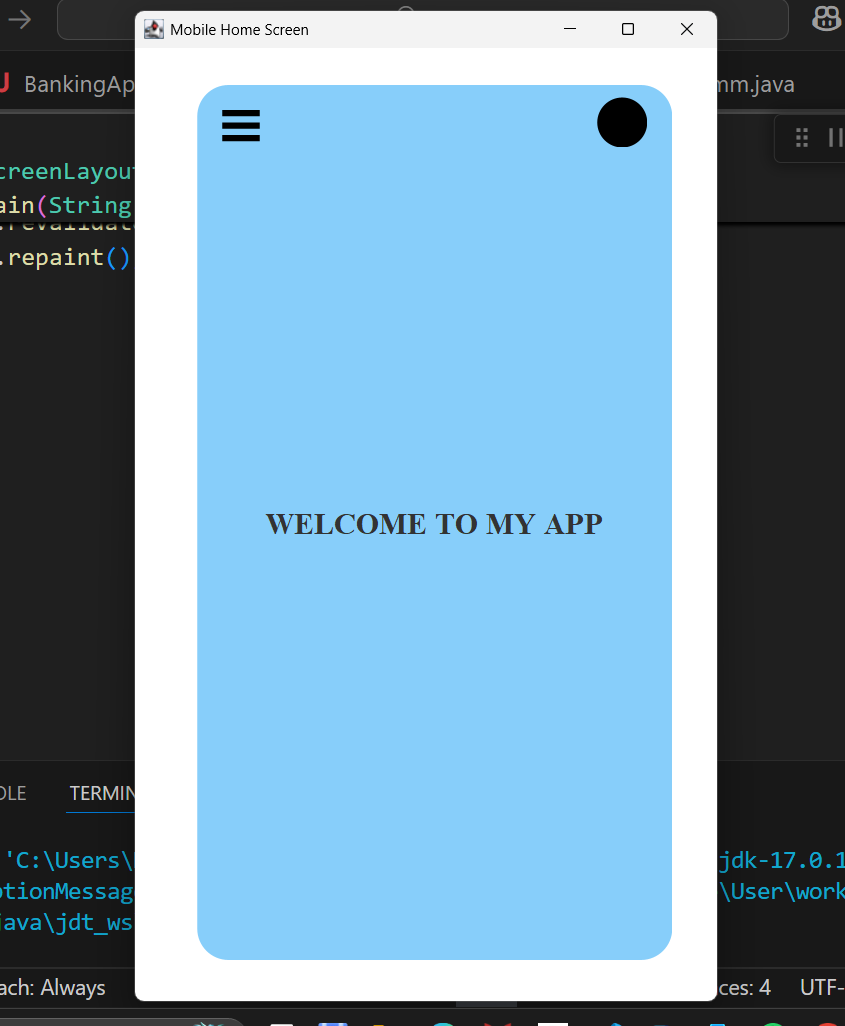 Mobile Home Screen
BankingAp
mm.java
creenLayout
ain(String
.revalidate
.repaint()
WELCOME TO MY APP
OLE
TERMIN
'C:\Users\
jdk-17.0.1
otionMessag
\User\work
java\jdt_ws
ach: Always
ces: 4
UTF-